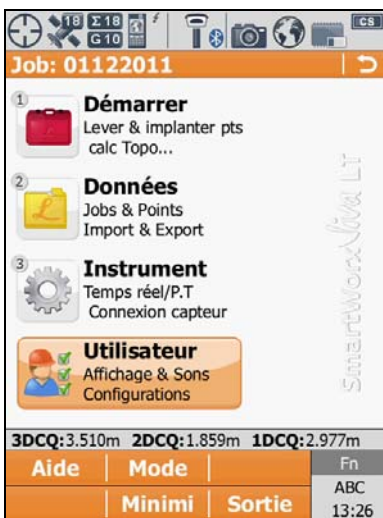 18 Σ18 G10 CS
Job: 01122011
1
Démarrer
Lever & implanter pts
calc Topo...
2
Données
Jobs & Points
Import & Export
3
Instrument
Temps réel/P.T
Connexion capteur
Utilisateur
Affichage & Sons
Configurations
SmartWorx Viva LT
3DCQ:3.510m 2DCQ:1.859m 1DCQ:2.977m
Aide Mode Fn
ABC
Minimi Sortie 13:26